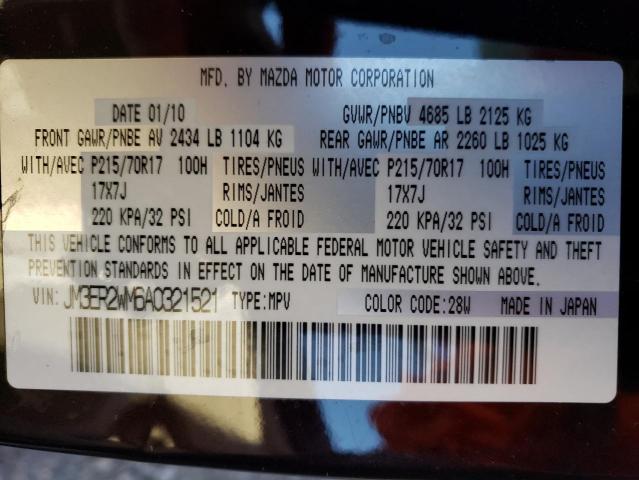 MFD. BY MAZDA MOTOR CORPORATION
DATE 01/10 GVWR/PNBV 4685 LB 2125 KG
FRONT GAWR/PNBE AV 2434 LB 1104 KG REAR GAWR/PNBE AR 2260 LB 1025 KG
WITH/AVEC P215/70R17 100H TIRES/PNEUS WITH/AVEC P215/70R17 100H TIRES/PNEUS
17X7J RIMS/JANTES 17X7J RIMS/JANTES
220 KPA/32 PSI COLD/A FROID 220 KPA/32 PSI COLD/A FROID
THIS VEHICLE CONFORMS TO ALL APPLICABLE FEDERAL MOTOR VEHICLE SAFETY AND THEFT
PREVENTION STANDARDS IN EFFECT ON THE DATE OF MANUFACTURE SHOWN ABOVE.
VIN: JM3ER2WM6A0321521 TYPE:MPV COLOR CODE:28W MADE IN JAPAN